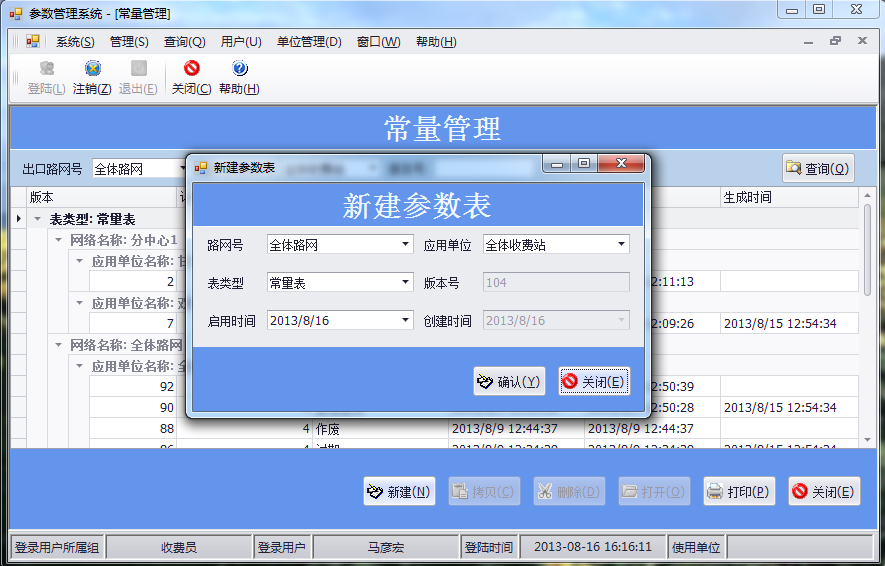 参数管理系统 - [常量管理]
系统(S) 管理(S) 查询(Q) 用户(U) 单位管理(D) 窗口(W) 帮助(H)
登陆(L) 注销(Z) 退出(E) 关闭(C) 帮助(H)
常量管理
出口路网号 全体路网 查询(Q)
版本 生成时间
表类型: 常量表
网络名称: 分中心1
应用单位名称:
2 2:11:13
应用单位名称:
7 2:09:26 2013/8/15 12:54:34
网络名称: 全体路网
应用单位名称:
92 2:50:39
90 2:50:28 2013/8/15 12:54:34
88 4 作废 2013/8/9 12:44:37 2013/8/9 12:44:37
新建参数表
新建参数表
路网号 全体路网 应用单位 全体收费站
表类型 常量表 版本号 104
启用时间 2013/8/16 创建时间 2013/8/16
确认(Y) 关闭(E)
新建(N) 拷贝(C) 删除(D) 打开(O) 打印(P) 关闭(E)
登录用户所属组 收费员 登录用户 马彦宏 登陆时间 2013-08-16 16:16:11 使用单位